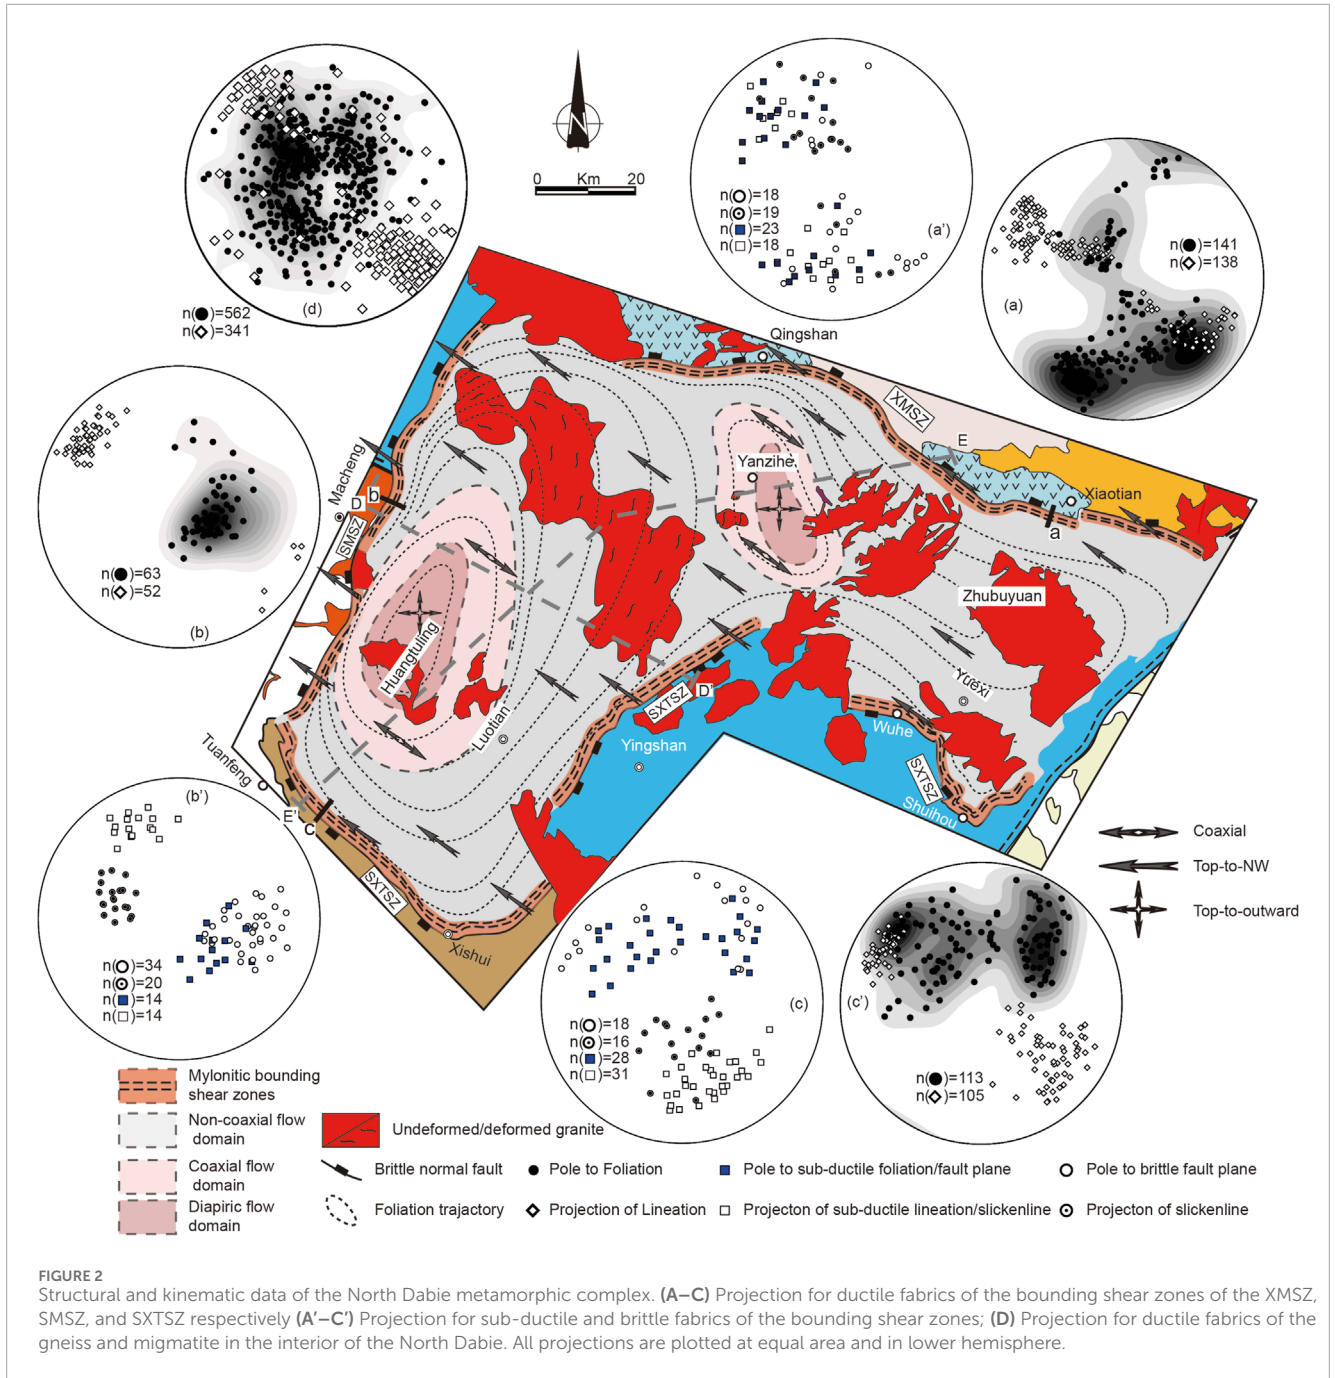 N
0 Km 20
n(●)=562
n(◇)=341
(d)
n(○)=18
n(⊙)=19
n(■)=23
n(□)=18
(a')
n(●)=141
n(◇)=138
(a)
n(●)=63
n(◇)=52
(b)
Qingshan
XMSZ
E
Yanzihe
Xiaotian
a
Macheng
D
b
SMSZ
Zhubuyuan
Huangtuling
Yuexi
D'
SXTSZ
Luotian
Yingshan
Wuhe
SXTSZ
Shuihou
Tuanfeng
E'
C
SXTSZ
Xishui
Coaxial
Top-to-NW
Top-to-outward
(b')
n(○)=34
n(⊙)=20
n(■)=14
n(□)=14
(c)
n(○)=18
n(⊙)=16
n(■)=28
n(□)=31
(c')
n(●)=113
n(◇)=105
Mylonitic bounding
shear zones
Non-coaxial flow
domain
Coaxial flow
domain
Diapiric flow
domain
Undeformed/deformed granite
Brittle normal fault
Pole to Foliation
Pole to sub-ductile foliation/fault plane
Pole to brittle fault plane
Foliation trajactory
Projection of Lineation
Projecton of sub-ductile lineation/slickenline
Projecton of slickenline
FIGURE 2
Structural and kinematic data of the North Dabie metamorphic complex. (A–C) Projection for ductile fabrics of the bounding shear zones of the XMSZ,
SMSZ, and SXTSZ respectively (A′–C′) Projection for sub-ductile and brittle fabrics of the bounding shear zones; (D) Projection for ductile fabrics of the
gneiss and migmatite in the interior of the North Dabie. All projections are plotted at equal area and in lower hemisphere.